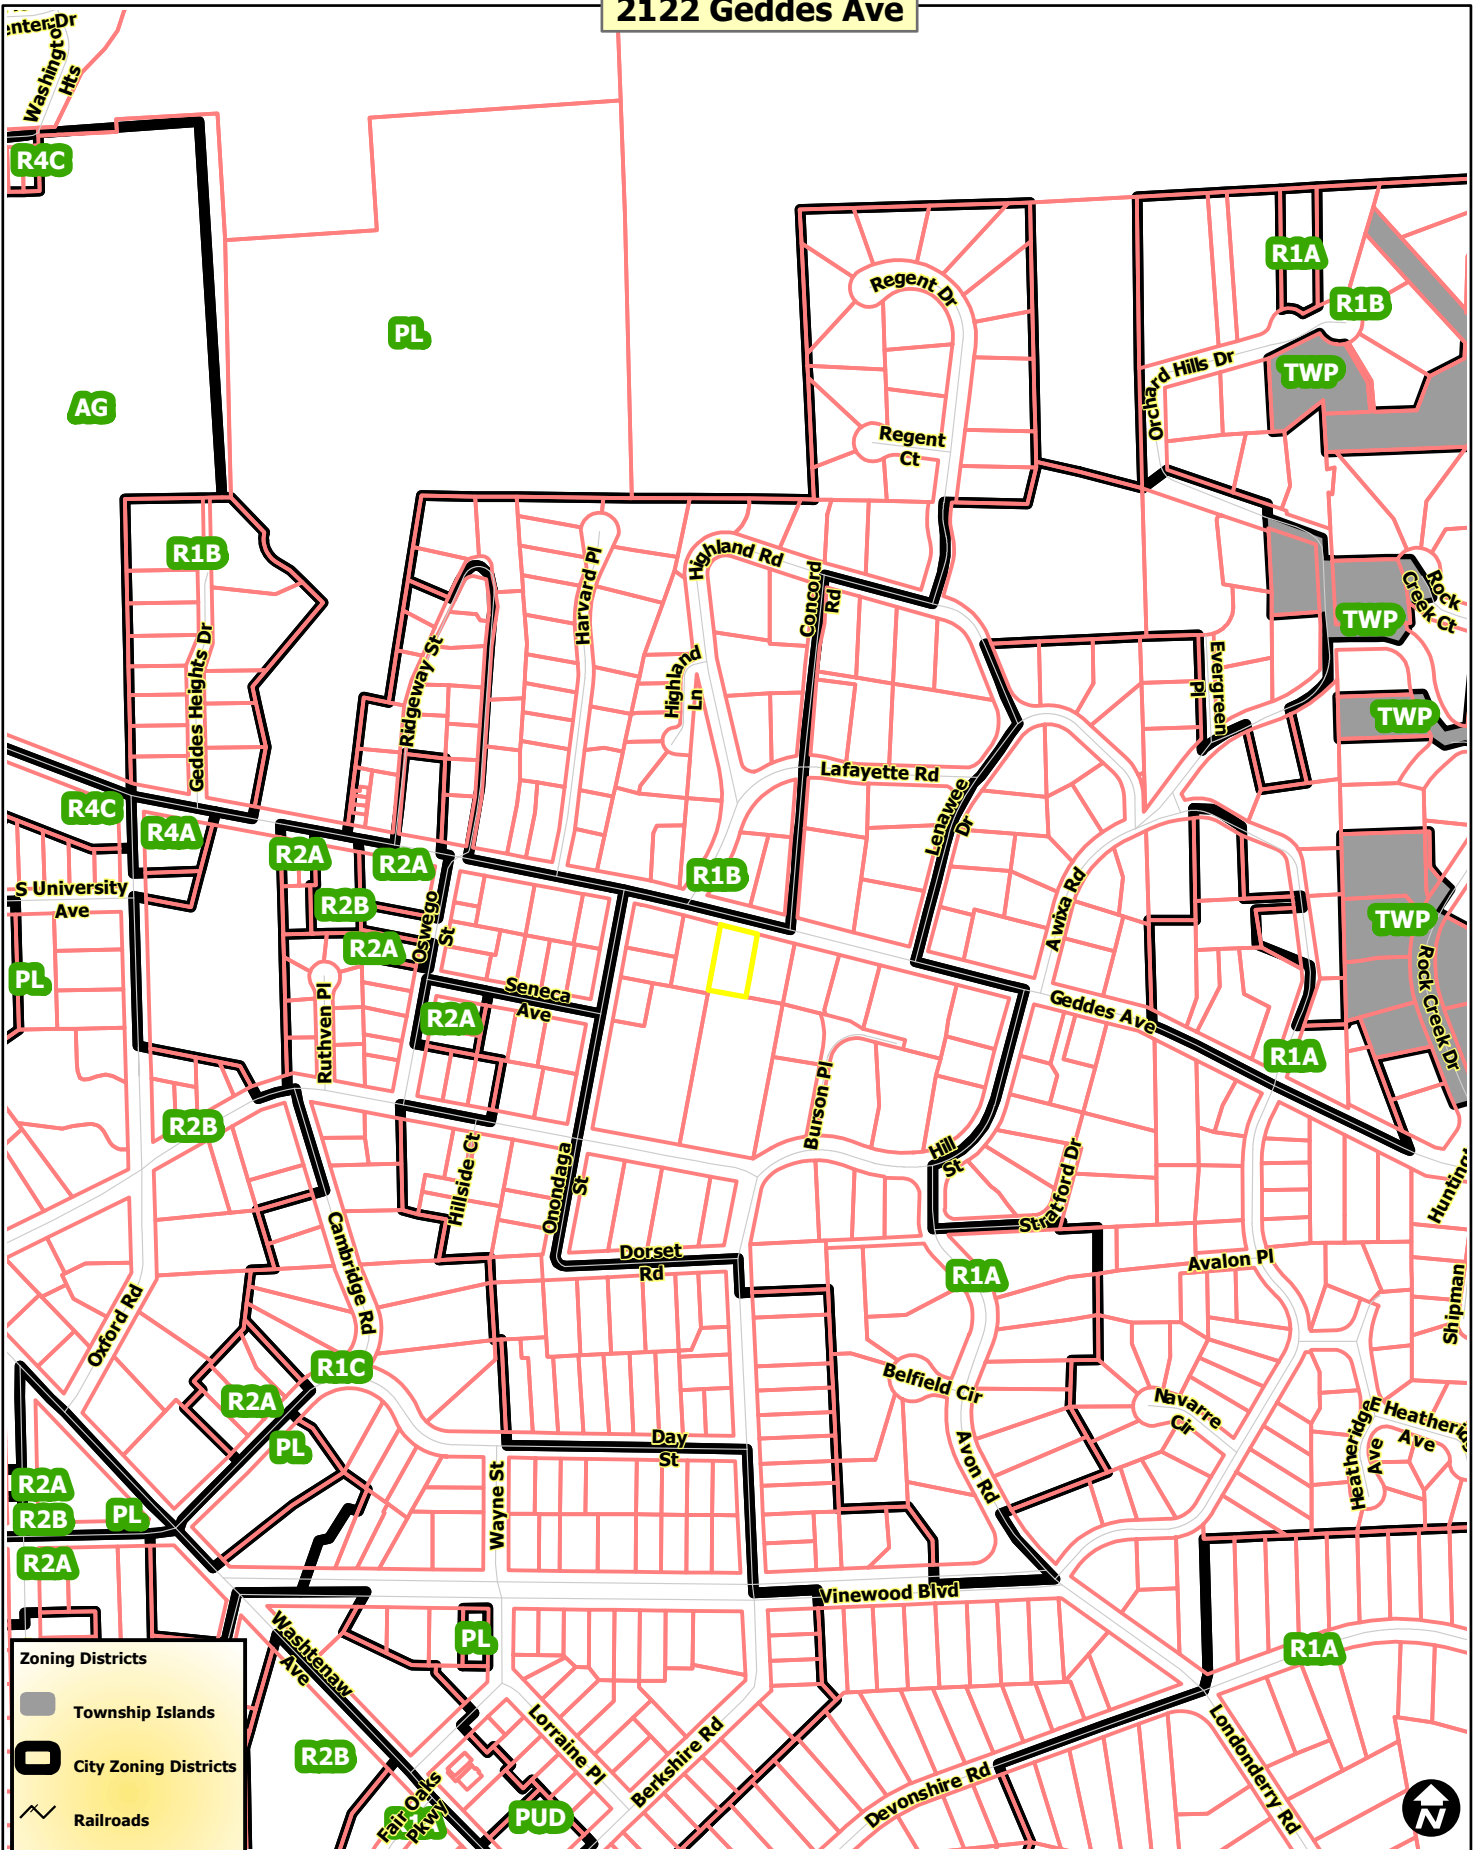 2122 Geddes Ave
enter Dr
Washington
Hts
R4C
PL
AG
R1A
R1B
TWP
Regent Dr
Regent
Ct
Orchard Hills Dr
R1B
Highland Rd
Harvard Pl
Concord
Rd
Rock
Creek Ct
TWP
Ridgeway St
Highland
Ln
Geddes Heights Dr
Evergreen
Pl
TWP
Lafayette Rd
Lenawee
Dr
R4C
R4A
R2A
R2A
R1B
S University
Ave
R2B
Oswego
St
R2A
Awixa Rd
TWP
PL
Seneca
Ave
R2A
Ruthven Pl
Geddes Ave
Rock Creek Dr
R1A
Burson Pl
R2B
Hillside Ct
Onondaga
St
Hill
St
Stratford Dr
Cambridge Rd
Dorset
Rd
R1A
Avalon Pl
Shipman
Oxford Rd
R1C
R2A
Belfield Cir
Navarre
Cir
Heatheridge
Ave
PL
Day
St
Avon Rd
R2A
R2B
PL
Wayne St
R2A
Vinewood Blvd
Washtenaw
Ave
PL
R1A
Lorraine Pl
Berkshire Rd
Londonderry Rd
R2B
Devonshire Rd
Fair Oaks
Pkwy
PUD
Zoning Districts
Township Islands
City Zoning Districts
Railroads
N